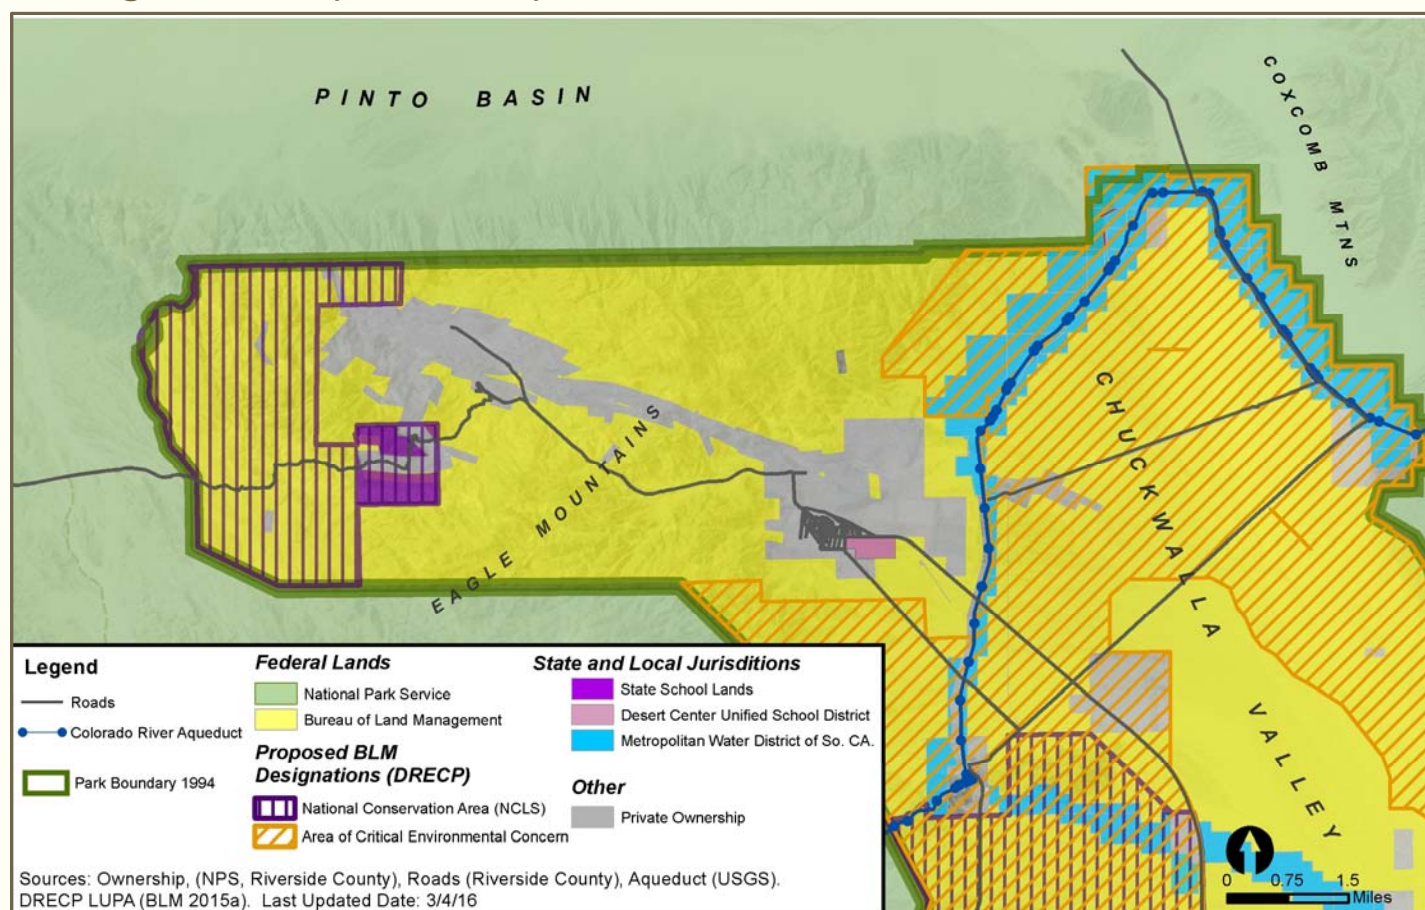 PINTO BASIN
COXCOMB MTNS
CHUCKWALLA VALLEY
EAGLE MOUNTAINS
Legend
Roads
Colorado River Aqueduct
Park Boundary 1994
Federal Lands
National Park Service
Bureau of Land Management
Proposed BLM
Designations (DRECP)
National Conservation Area (NCLS)
Area of Critical Environmental Concern
State and Local Jurisditions
State School Lands
Desert Center Unified School District
Metropolitan Water District of So. CA.
Other
Private Ownership
Sources: Ownership, (NPS, Riverside County), Roads (Riverside County), Aqueduct (USGS).
DRECP LUPA (BLM 2015a). Last Updated Date: 3/4/16
0 0.75 1.5
Miles